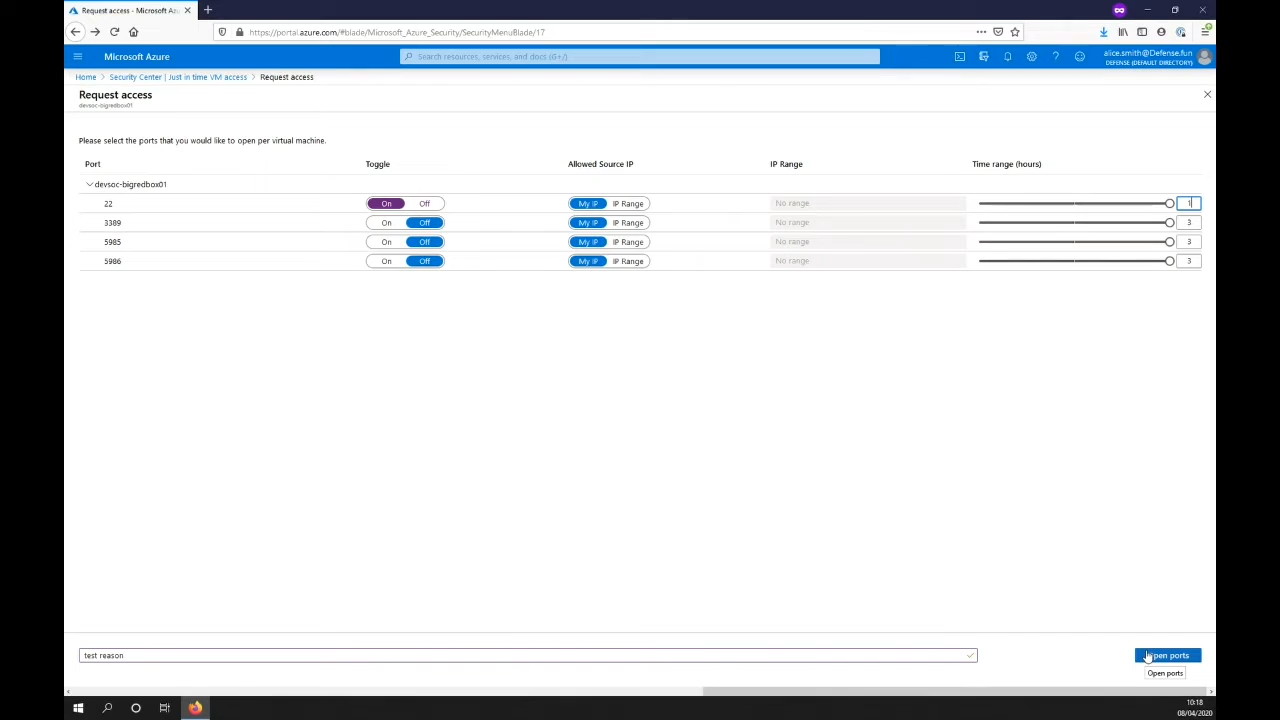 Request access - Microsoft Azu
https://portal.azure.com/#blade/Microsoft_Azure_Security/SecurityMenuBlade/17
Microsoft Azure
Search resources, services, and docs (G+/)
alice.smith@Defense.fun
DEFENSE (DEFAULT DIRECTORY)
Home > Security Center | Just in time VM access > Request access
Request access
devsoc-bigredbox01
Please select the ports that you would like to open per virtual machine.
Port Toggle Allowed Source IP IP Range Time range (hours)
devsoc-bigredbox01
22 On Off My IP IP Range No range 1
3389 On Off My IP IP Range No range 3
5985 On Off My IP IP Range No range 3
5986 On Off My IP IP Range No range 3
test reason
Open ports
Open ports
10:18
08/04/2020